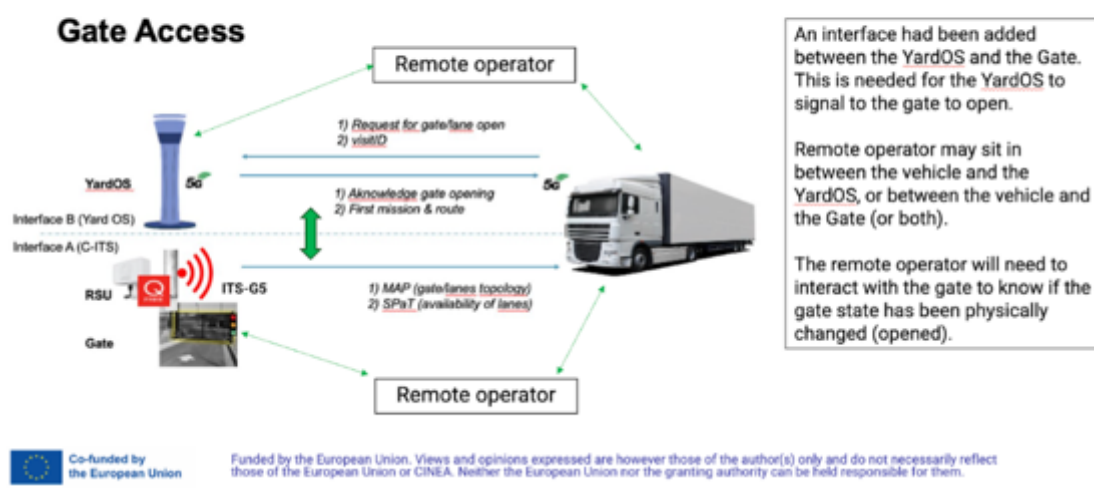 Gate Access
Remote operator
1) Request for gate/lane open
2) visitID
YardOS
5G
5G
1) Aknowledge gate opening
2) First mission & route
Interface B (Yard OS)
Interface A (C-ITS)
RSU
ITS-G5
1) MAP (gate/lanes topology)
2) SPaT (availability of lanes)
Gate
Remote operator
An interface had been added
between the YardOS and the Gate.
This is needed for the YardOS to
signal to the gate to open.
Remote operator may sit in
between the vehicle and the
YardOS, or between the vehicle and
the Gate (or both).
The remote operator will need to
interact with the gate to know if the
gate state has been physically
changed (opened).
Co-funded by
the European Union
Funded by the European Union. Views and opinions expressed are however those of the author(s) only and do not necessarily reflect
those of the European Union or CINEA. Neither the European Union nor the granting authority can be held responsible for them.